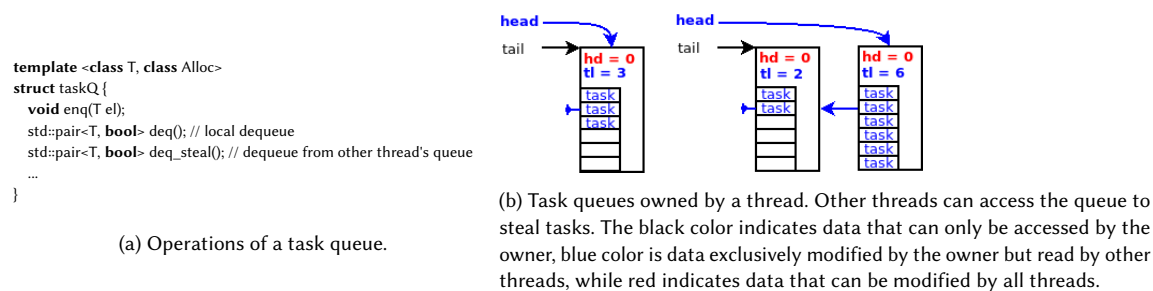 template <class T, class Alloc>
struct taskQ {
void enq(T el);
std::pair<T, bool> deq(); // local dequeue
std::pair<T, bool> deq_steal(); // dequeue from other thread's queue
...
}
(a) Operations of a task queue.
head
tail
hd = 0
tl = 3
task
task
task
head
tail
hd = 0
tl = 2
task
task
hd = 0
tl = 6
task
task
task
task
task
task
(b) Task queues owned by a thread. Other threads can access the queue to
steal tasks. The black color indicates data that can only be accessed by the
owner, blue color is data exclusively modified by the owner but read by other
threads, while red indicates data that can be modified by all threads.